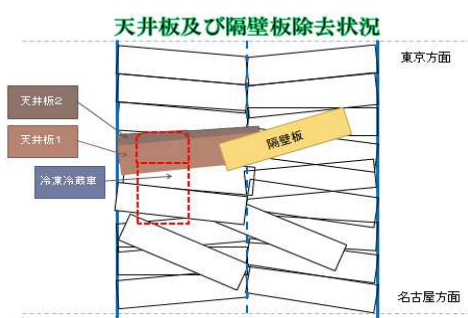 天井板及び隔壁板除去状況
東京方面
天井板2
天井板1
隔壁板
冷凍冷蔵車
名古屋方面